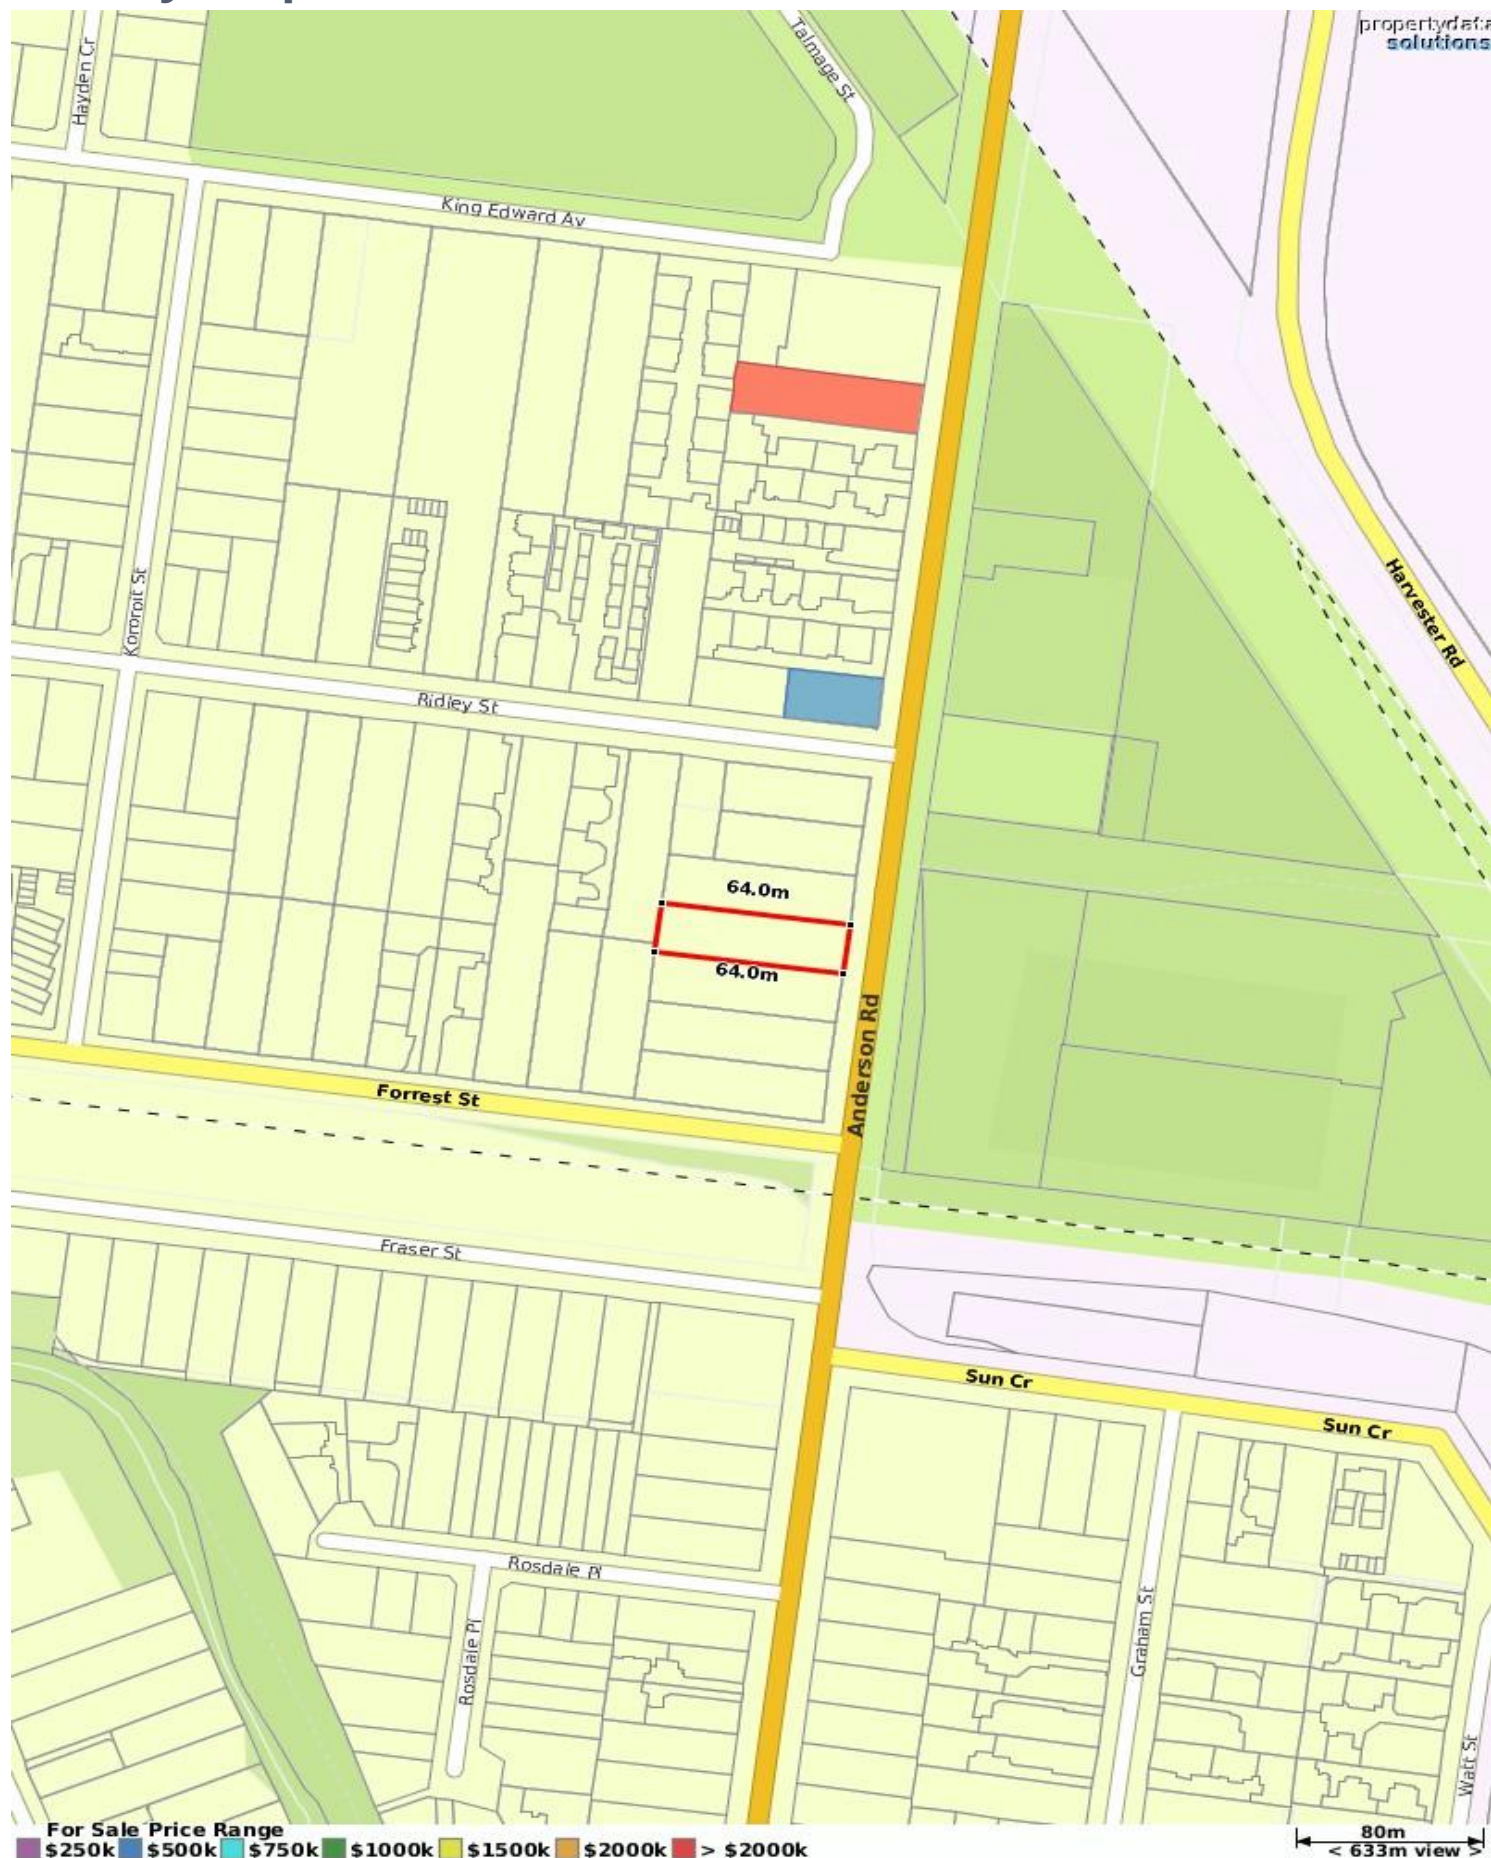 propertydata
solutions
Talmage St
Hayden Cr
King Edward Av
Harvester Rd
Koroit St
Ridley St
64.0m
64.0m
Anderson Rd
Forrest St
Fraser St
Sun Cr
Sun Cr
Rosdale Pl
Graham St
Rosdale Pl
Watt St
For Sale Price Range
$250k $500k $750k $1000k $1500k $2000k > $2000k
80m
< 633m view >